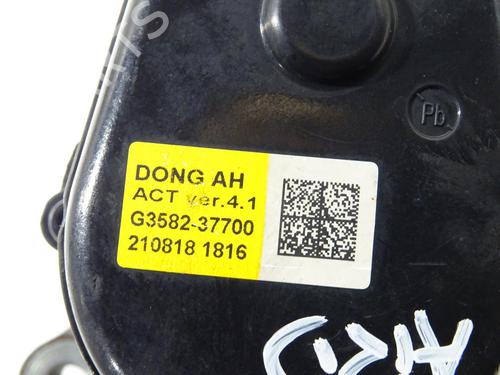 Pb
DONG AH
ACT ver.4.1
G3582-37700
210818 1816